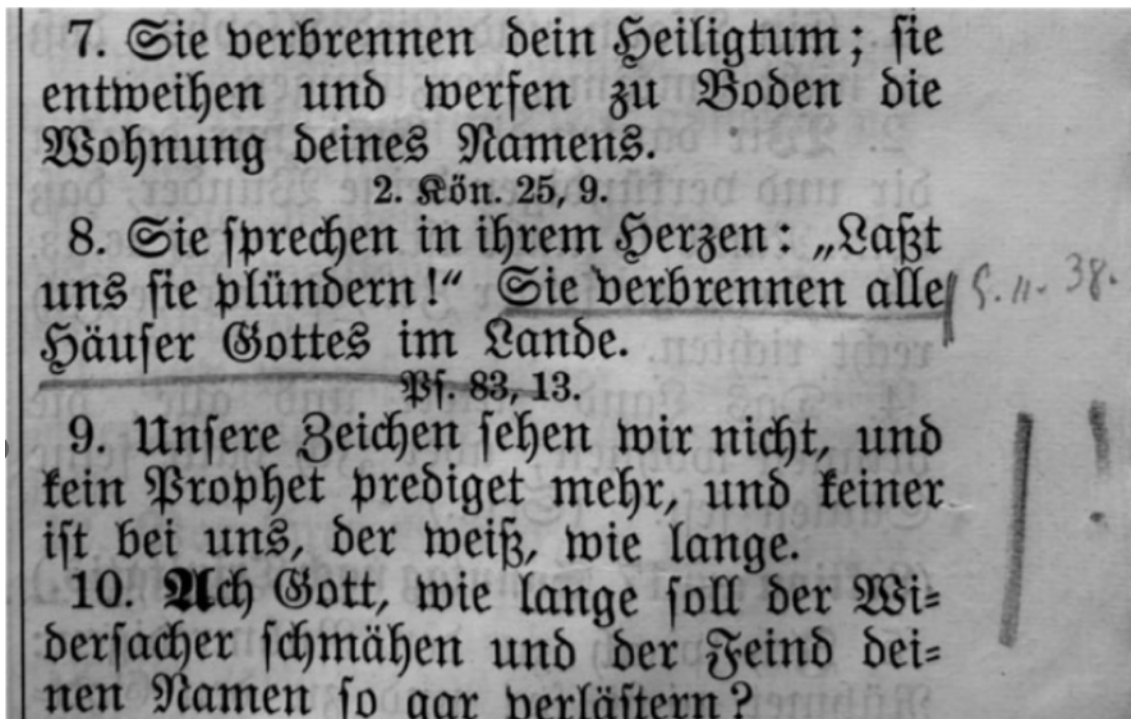 7. Sie verbrennen dein Heiligtum; sie
entweihen und werfen zu Boden die
Wohnung deines Namens.
2. Kön. 25, 9.
8. Sie sprechen in ihrem Herzen: „Laßt
uns sie plündern!“ Sie verbrennen alle 9. 11. 38.
Häuser Gottes im Lande.
Ps. 83, 13.
9. Unsere Zeichen sehen wir nicht, und
kein Prophet prediget mehr, und keiner
ist bei uns, der weiß, wie lange.
10. Ach Gott, wie lange soll der Wi=
dersacher schmähen und der Feind dei=
nen Namen so gar verlästern?